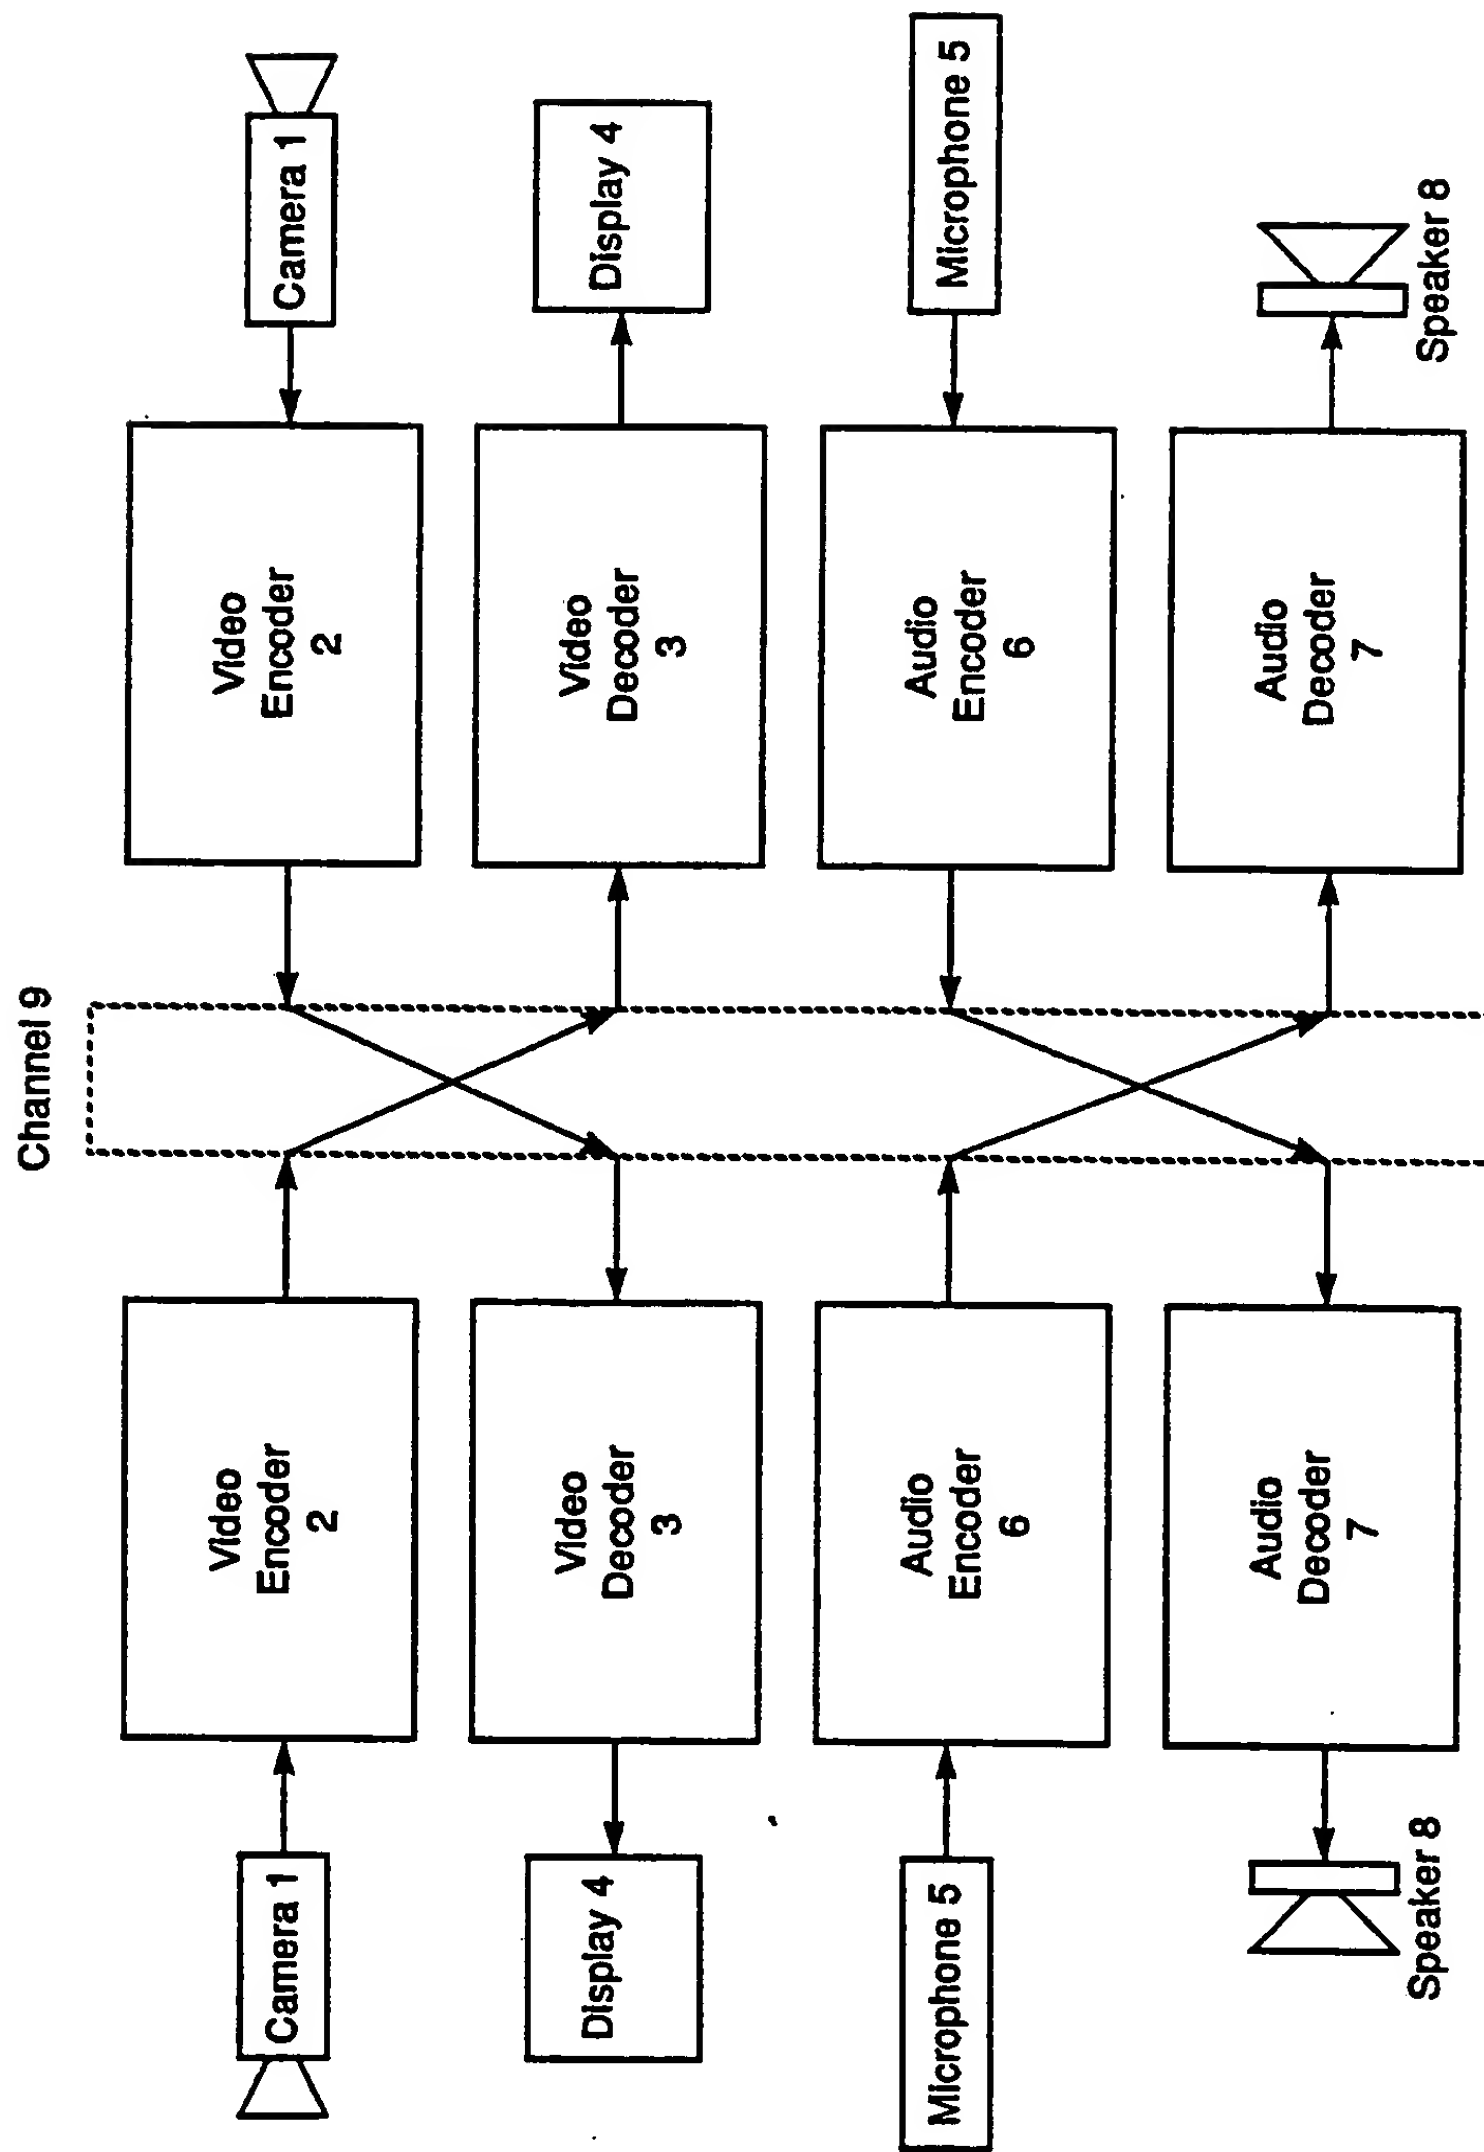 Channel 9
Camera 1
Video
Encoder
2
Video
Encoder
2
Camera 1
Display 4
Video
Decoder
3
Video
Decoder
3
Display 4
Microphone 5
Audio
Encoder
6
Audio
Encoder
6
Microphone 5
Speaker 8
Audio
Decoder
7
Audio
Decoder
7
Speaker 8